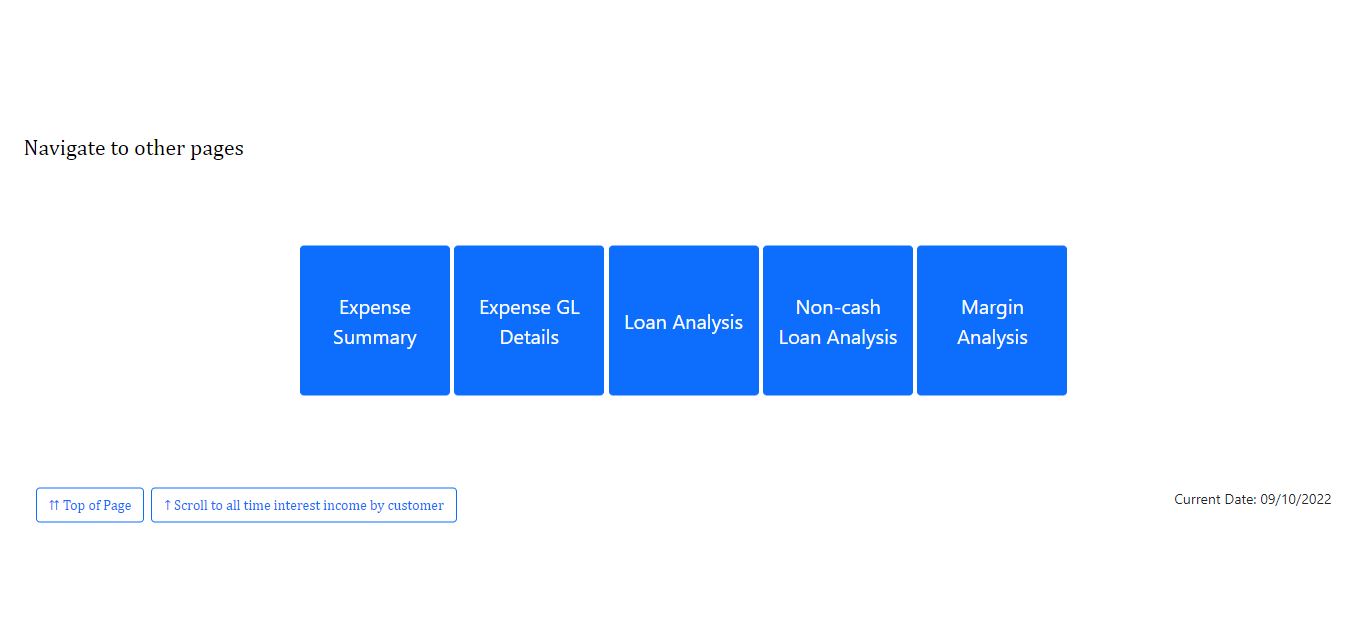 Navigate to other pages
Expense
Summary
Expense GL
Details
Loan Analysis
Non-cash
Loan Analysis
Margin
Analysis
⇈ Top of Page
↑ Scroll to all time interest income by customer
Current Date: 09/10/2022